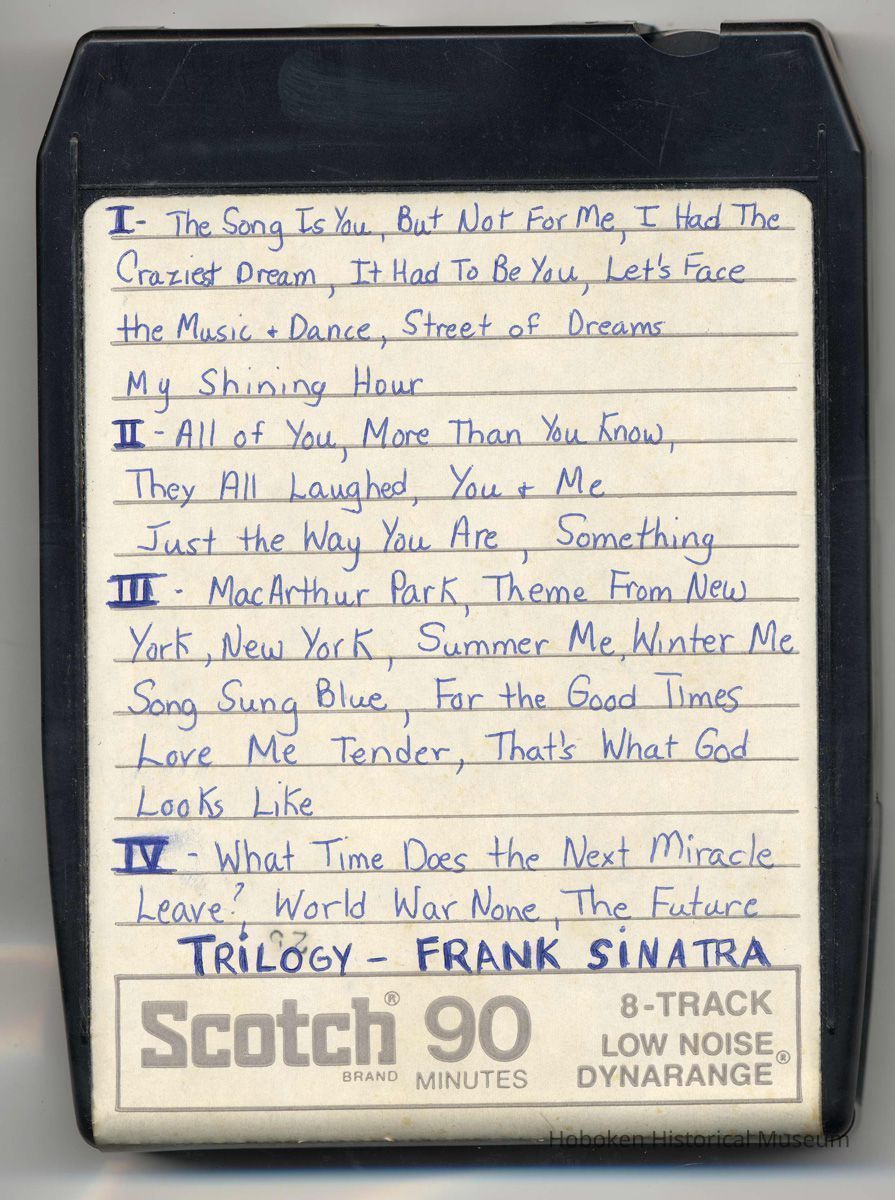 I- The Song Is You, But Not For Me, I Had The
Craziest Dream, It Had To Be You, Let's Face
the Music + Dance, Street of Dreams
My Shining Hour
II - All of You, More Than You Know,
They All Laughed, You + Me
Just the Way You Are, Something
III - MacArthur Park, Theme From New
York, New York, Summer Me, Winter Me
Song Sung Blue, For the Good Times
Love Me Tender, That's What God
Looks Like
IV - What Time Does the Next Miracle
Leave?, World War None, The Future
TRiLOGY - FRANK SiNATRA
Scotch® 90 8-TRACK
BRAND MINUTES LOW NOISE
DYNARANGE®
Hoboken Historical Museum